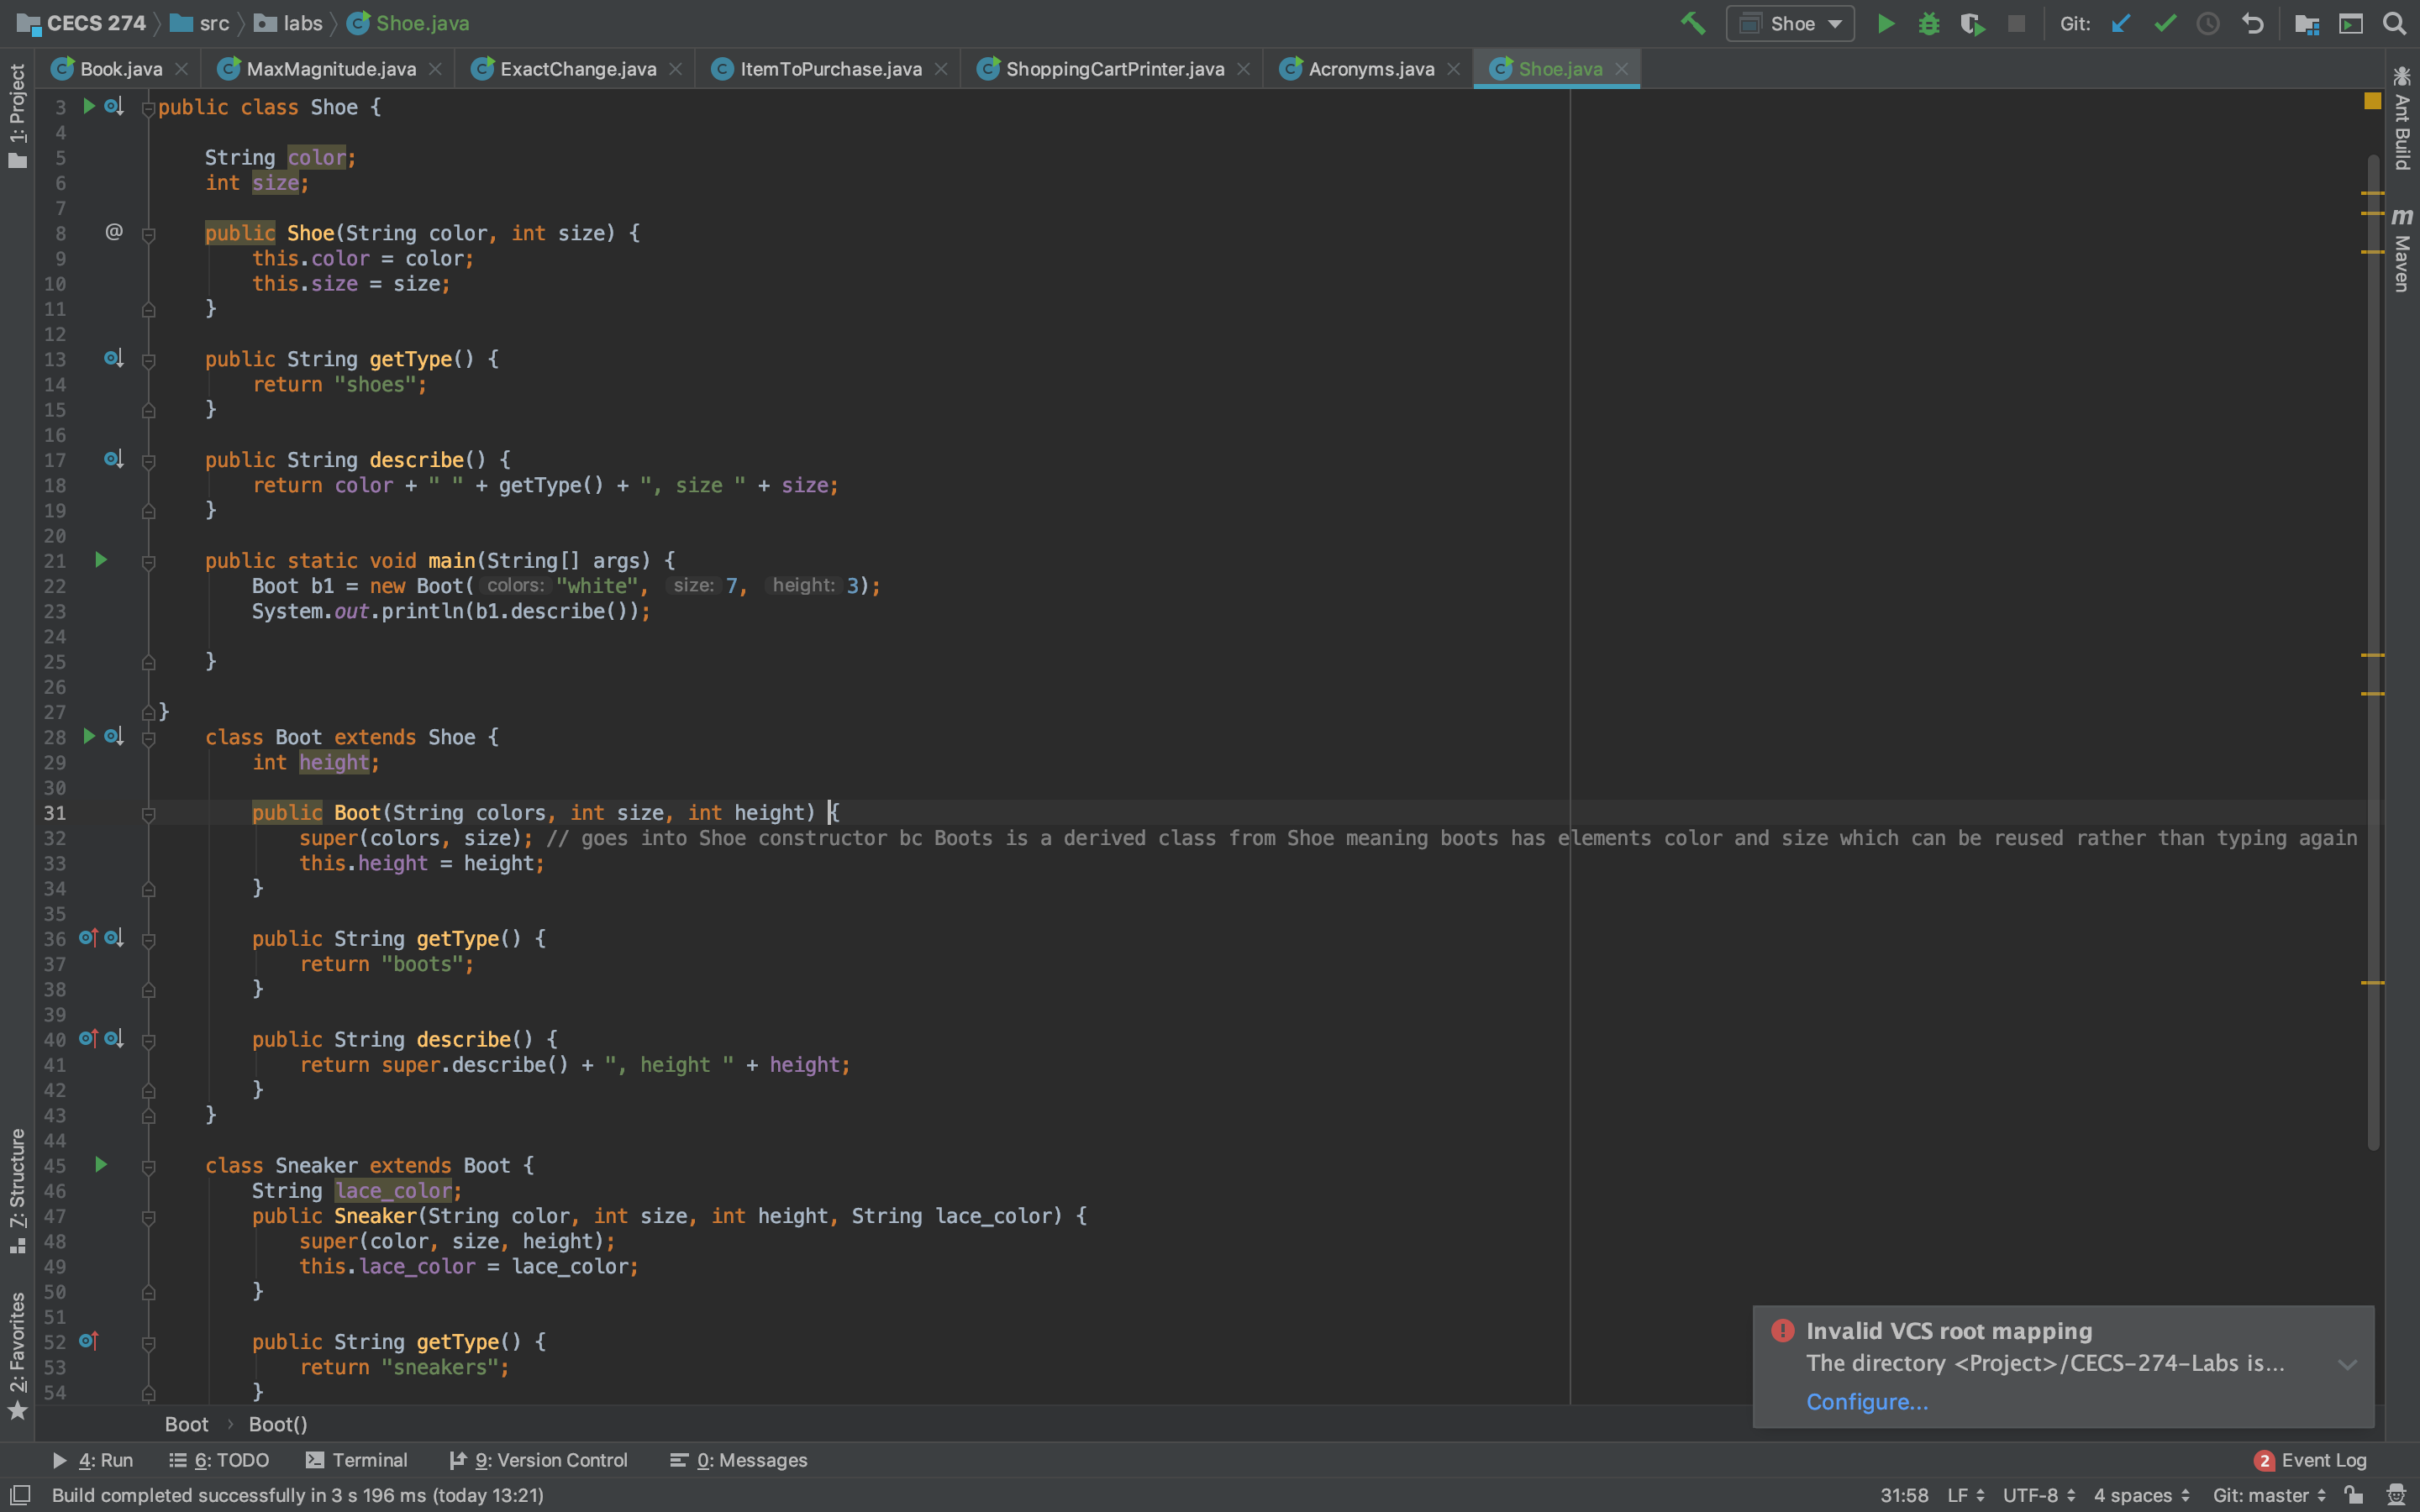 CECS 274 src labs Shoe.java Shoe Git:
Book.java MaxMagnitude.java ExactChange.java ItemToPurchase.java ShoppingCartPrinter.java Acronyms.java Shoe.java
1: Project
7: Structure
2: Favorites
Ant Build
m Maven
3 public class Shoe {
4
5 String color;
6 int size;
7
8 @ public Shoe(String color, int size) {
9 this.color = color;
10 this.size = size;
11 }
12
13 public String getType() {
14 return "shoes";
15 }
16
17 public String describe() {
18 return color + " " + getType() + ", size " + size;
19 }
20
21 public static void main(String[] args) {
22 Boot b1 = new Boot( colors: "white", size: 7, height: 3);
23 System.out.println(b1.describe());
24
25 }
26
27 }
28 class Boot extends Shoe {
29 int height;
30
31 public Boot(String colors, int size, int height) {
32 super(colors, size); // goes into Shoe constructor bc Boots is a derived class from Shoe meaning boots has elements color and size which can be reused rather than typing again
33 this.height = height;
34 }
35
36 public String getType() {
37 return "boots";
38 }
39
40 public String describe() {
41 return super.describe() + ", height " + height;
42 }
43 }
44
45 class Sneaker extends Boot {
46 String lace_color;
47 public Sneaker(String color, int size, int height, String lace_color) {
48 super(color, size, height);
49 this.lace_color = lace_color;
50 }
51
52 public String getType() {
53 return "sneakers";
54 }
Invalid VCS root mapping
The directory <Project>/CECS-274-Labs is...
Configure...
Boot Boot()
4: Run 6: TODO Terminal 9: Version Control 0: Messages 2 Event Log
Build completed successfully in 3 s 196 ms (today 13:21) 31:58 LF UTF-8 4 spaces Git: master